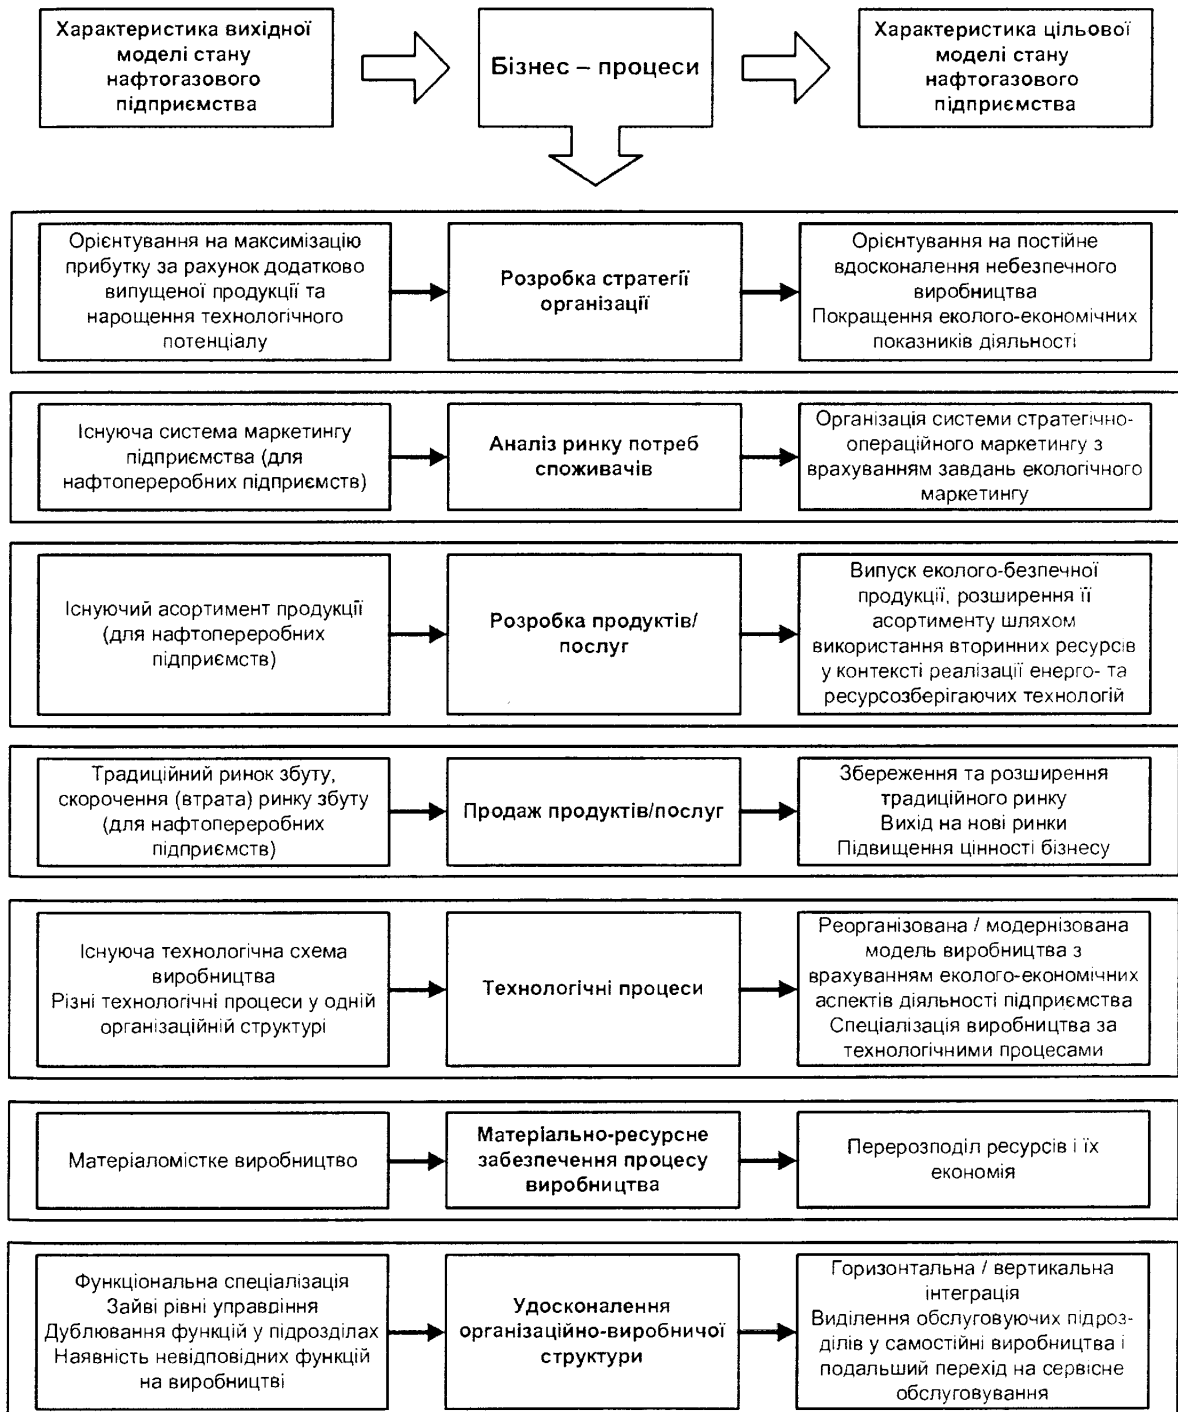 Характеристика вихідної
моделі стану
нафтогазового
підприємства
Бізнес – процеси
Характеристика цільової
моделі стану
нафтогазового
підприємства
Орієнтування на максимізацію
прибутку за рахунок додатково
випущеної продукції та
нарощення технологічного
потенціалу
Розробка стратегії
організації
Орієнтування на постійне
вдосконалення небезпечного
виробництва
Покращення еколого-економічних
показників діяльності
Існуюча система маркетингу
підприємства (для
нафтопереробних підприємств)
Аналіз ринку потреб
споживачів
Організація системи стратегічно-
операційного маркетингу з
врахуванням завдань екологічного
маркетингу
Існуючий асортимент продукції
(для нафтопереробних
підприємств)
Розробка продуктів/
послуг
Випуск еколого-безпечної
продукції, розширення її
асортименту шляхом
використання вторинних ресурсів
у контексті реалізації енерго- та
ресурсозберігаючих технологій
Традиційний ринок збуту,
скорочення (втрата) ринку збуту
(для нафтопереробних
підприємств)
Продаж продуктів/послуг
Збереження та розширення
традиційного ринку
Вихід на нові ринки
Підвищення цінності бізнесу
Існуюча технологічна схема
виробництва
Різні технологічні процеси у одній
організаційній структурі
Технологічні процеси
Реорганізована / модернізована
модель виробництва з
врахуванням еколого-економічних
аспектів діяльності підприємства
Спеціалізація виробництва за
технологічними процесами
Матеріаломістке виробництво
Матеріально-ресурсне
забезпечення процесу
виробництва
Перерозподіл ресурсів і їх
економія
Функціональна спеціалізація
Зайві рівні управління
Дублювання функцій у підрозділах
Наявність невідповідних функцій
на виробництві
Удосконалення
організаційно-виробничої
структури
Горизонтальна / вертикальна
інтеграція
Виділення обслуговуючих підроз-
ділів у самостійні виробництва і
подальший перехід на сервісне
обслуговування